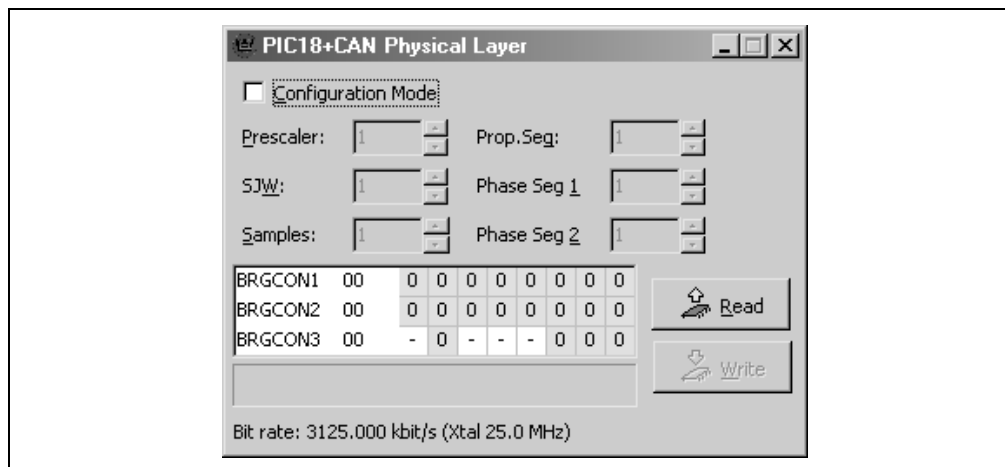 PIC18+CAN Physical Layer
Configuration Mode
Prescaler: 1 Prop.Seg: 1
SJW: 1 Phase Seg 1 1
Samples: 1 Phase Seg 2 1
BRGCON1 00 0 0 0 0 0 0 0 0
BRGCON2 00 0 0 0 0 0 0 0 0
BRGCON3 00 - 0 - - - 0 0 0
Read
Write
Bit rate: 3125.000 kbit/s (Xtal 25.0 MHz)